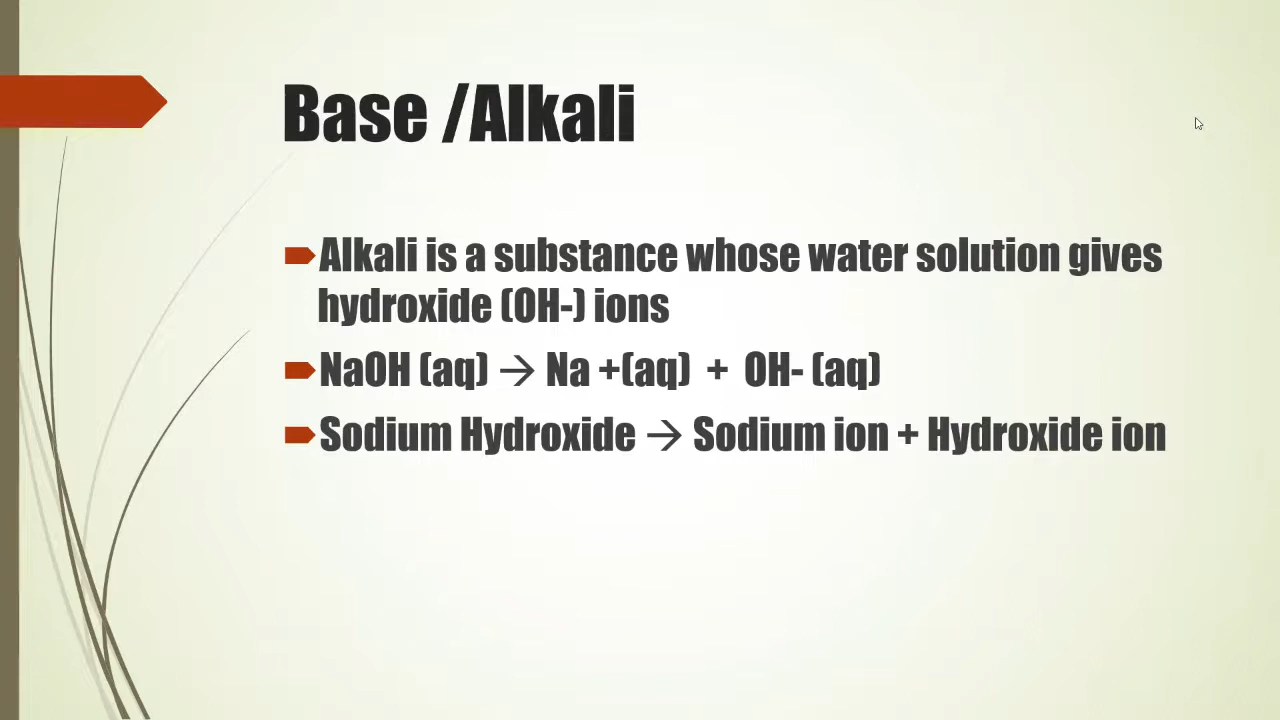 Base /Alkali
Alkali is a substance whose water solution gives
hydroxide (OH-) ions
NaOH (aq) → Na +(aq) + OH- (aq)
Sodium Hydroxide → Sodium ion + Hydroxide ion